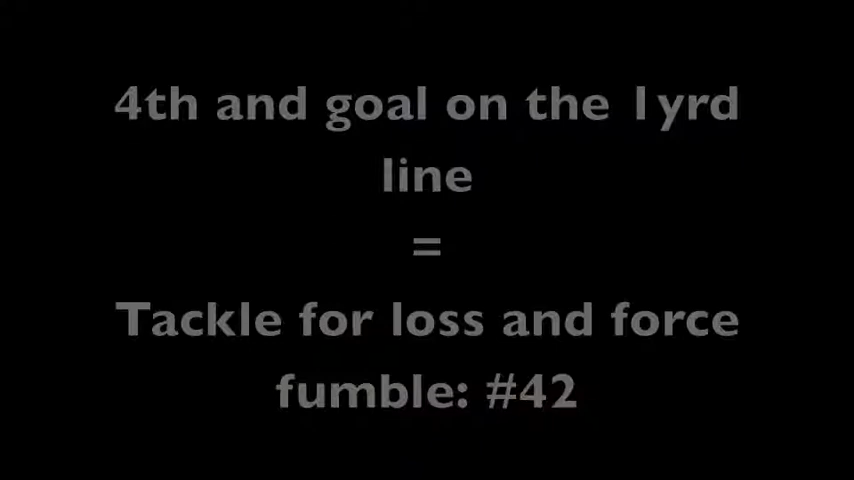 4th and goal on the 1yrd
line
=
Tackle for loss and force
fumble: #42